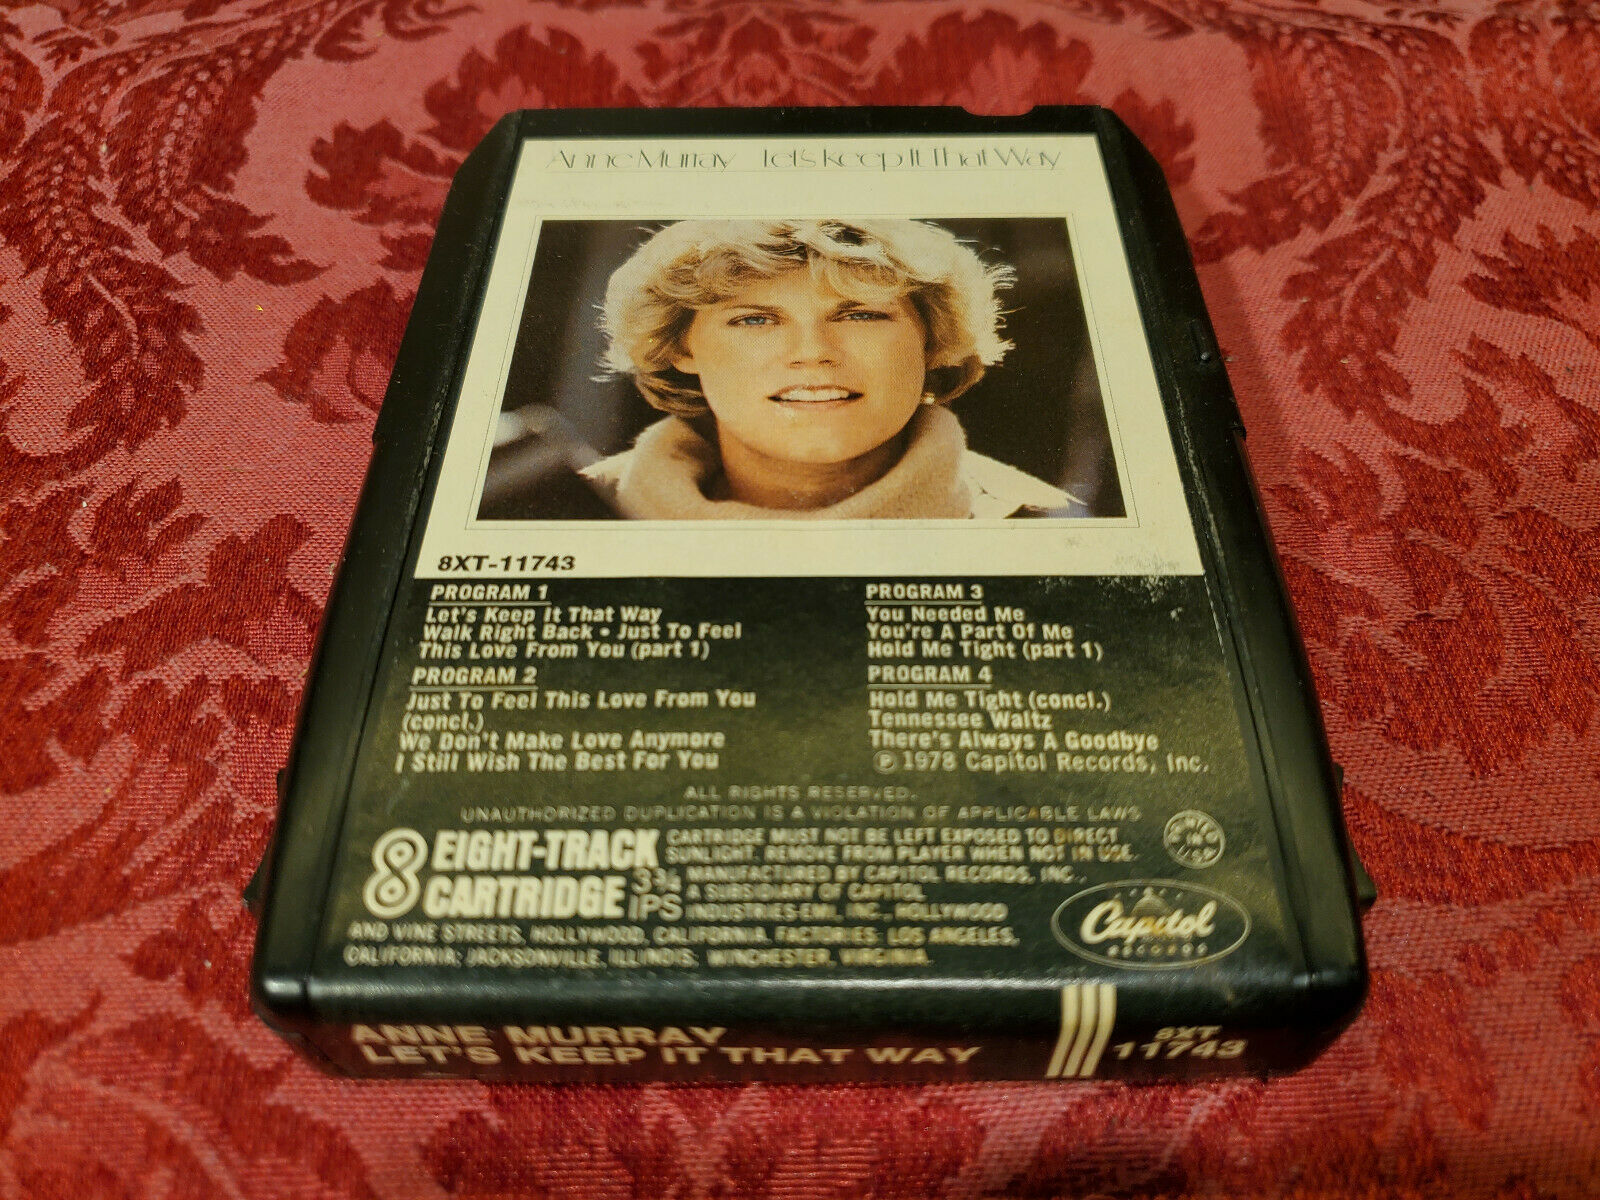 Anne Murray Let's Keep It That Way
8XT-11743
PROGRAM 1
Let's Keep It That Way
Walk Right Back • Just To Feel
This Love From You (part 1)
PROGRAM 2
Just To Feel This Love From You
(concl.)
We Don't Make Love Anymore
I Still Wish The Best For You
PROGRAM 3
You Needed Me
You're A Part Of Me
Hold Me Tight (part 1)
PROGRAM 4
Hold Me Tight (concl.)
Tennessee Waltz
There's Always A Goodbye
℗ 1978 Capitol Records, Inc.
ALL RIGHTS RESERVED.
UNAUTHORIZED DUPLICATION IS A VIOLATION OF APPLICABLE LAWS
8 EIGHT-TRACK
CARTRIDGE
3¾
IPS
CARTRIDGE MUST NOT BE LEFT EXPOSED TO DIRECT
SUNLIGHT. REMOVE FROM PLAYER WHEN NOT IN USE.
MANUFACTURED BY CAPITOL RECORDS, INC.,
A SUBSIDIARY OF CAPITOL
INDUSTRIES-EMI, INC., HOLLYWOOD
AND VINE STREETS, HOLLYWOOD, CALIFORNIA. FACTORIES: LOS ANGELES,
CALIFORNIA; JACKSONVILLE, ILLINOIS; WINCHESTER, VIRGINIA.
PRINTED
IN
USA
Capitol
RECORDS
ANNE MURRAY
LET'S KEEP IT THAT WAY
8XT
11743